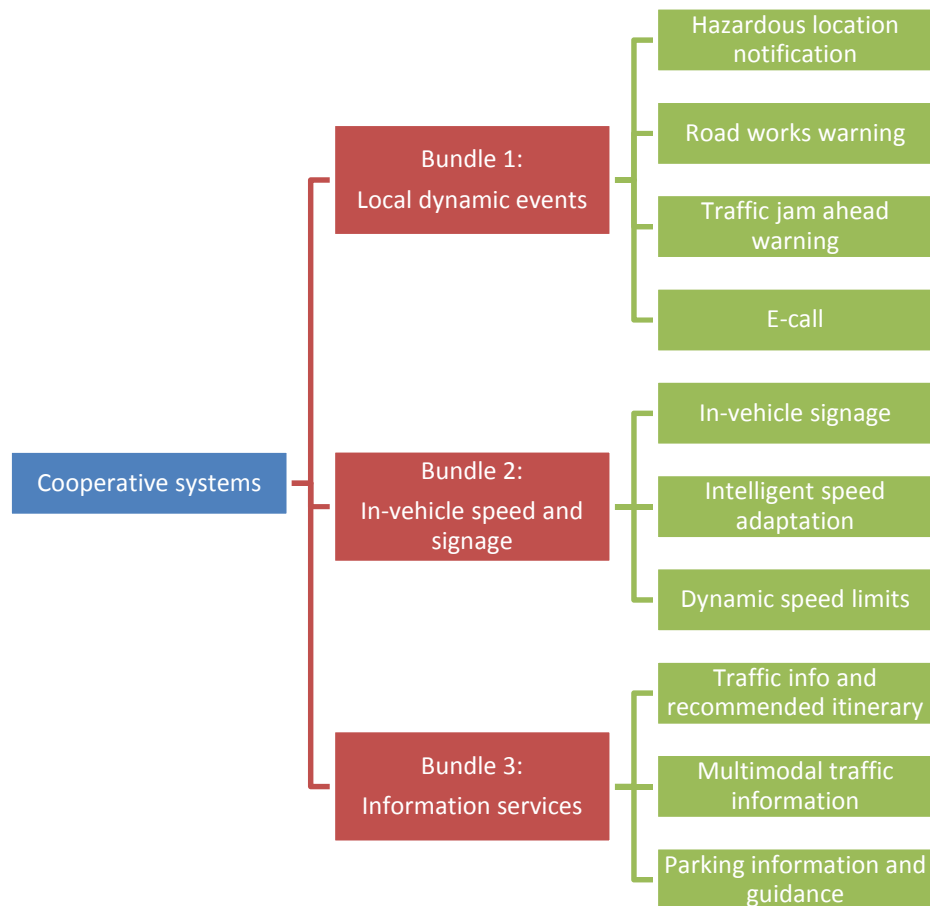 Cooperative systems
Bundle 1:
Local dynamic events
Hazardous location
notification
Road works warning
Traffic jam ahead
warning
E-call
Bundle 2:
In-vehicle speed and
signage
In-vehicle signage
Intelligent speed
adaptation
Dynamic speed limits
Bundle 3:
Information services
Traffic info and
recommended itinerary
Multimodal traffic
information
Parking information and
guidance